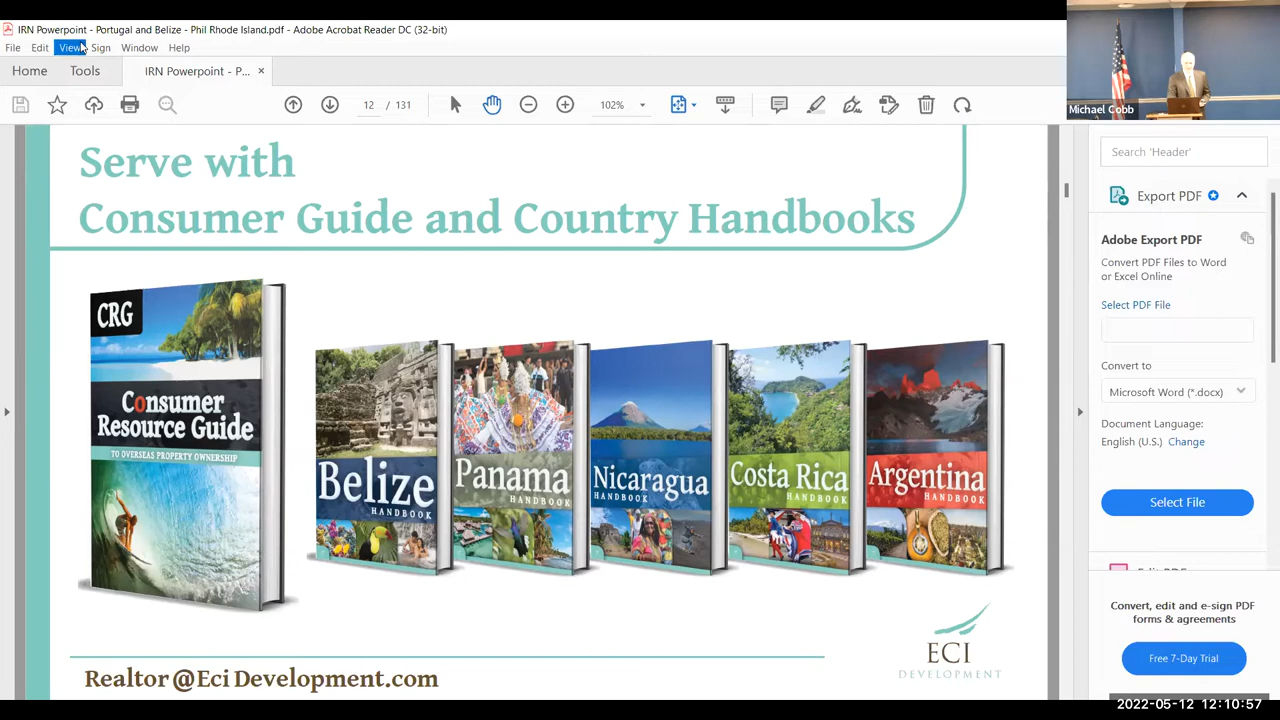 IRN Powerpoint - Portugal and Belize - Phil Rhode Island.pdf - Adobe Acrobat Reader DC (32-bit)
File Edit View Sign Window Help
Home Tools IRN Powerpoint - P... ×
12 / 131 102%
Michael Cobb
Serve with
Consumer Guide and Country Handbooks
CRG
Consumer
Resource Guide
TO OVERSEAS PROPERTY OWNERSHIP
Belize
HANDBOOK
Panama
HANDBOOK
Nicaragua
HANDBOOK
Costa Rica
HANDBOOK
Argentina
HANDBOOK
ECI
DEVELOPMENT
Realtor@EciDevelopment.com
Search 'Header'
Export PDF
Adobe Export PDF
Convert PDF Files to Word
or Excel Online
Select PDF File
Convert to
Microsoft Word (*.docx)
Document Language:
English (U.S.) Change
Select File
Convert, edit and e-sign PDF
forms & agreements
Free 7-Day Trial
2022-05-12 12:10:57